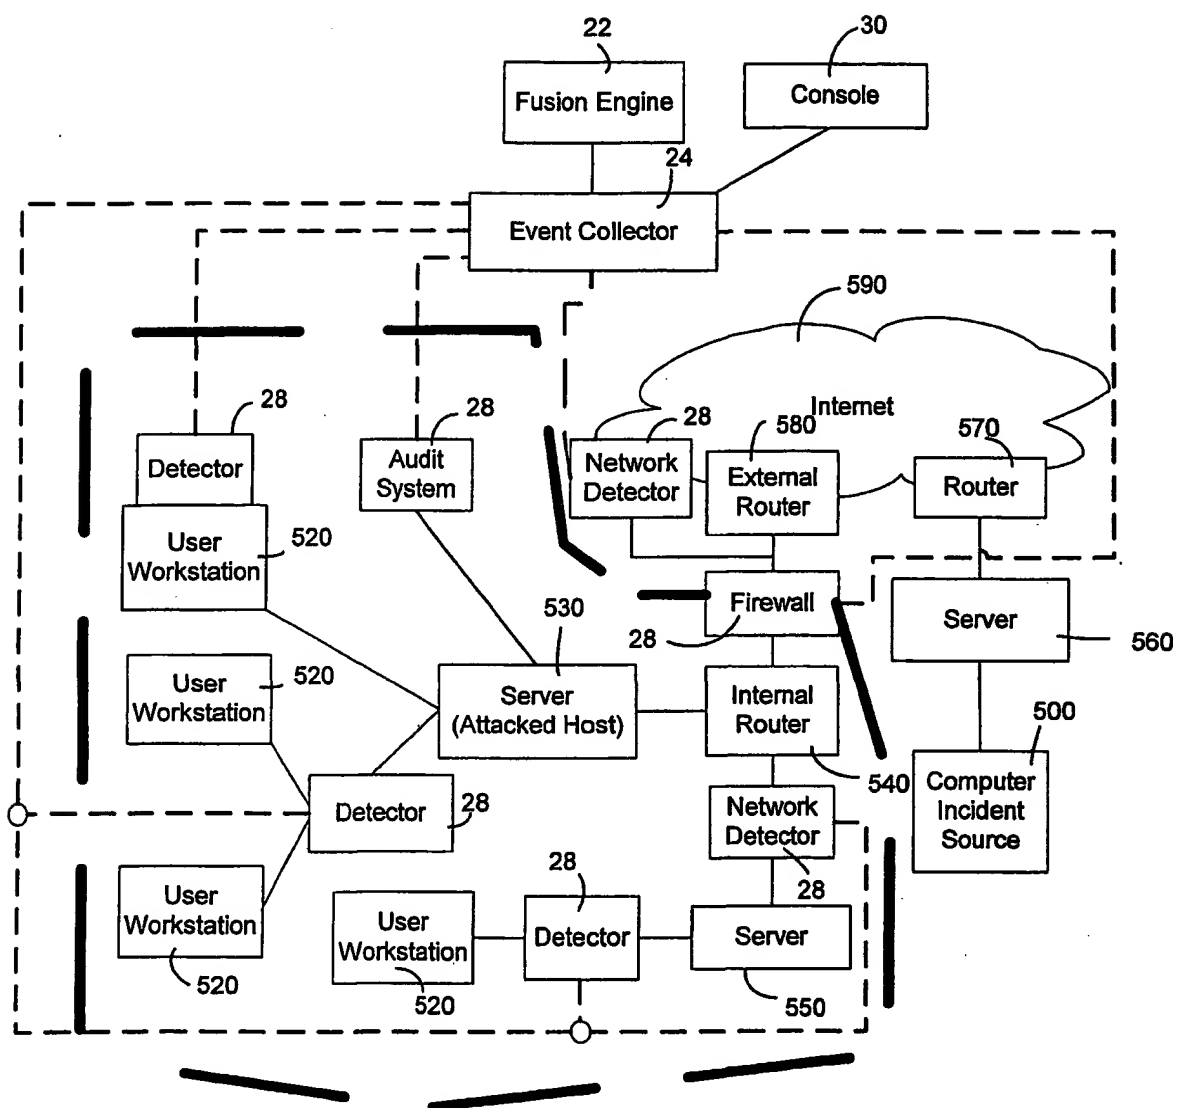 22
30
Fusion Engine
Console
24
Event Collector
590
Internet
28
28
28
580
570
Detector
Audit
System
Network
Detector
External
Router
Router
520
User
Workstation
530
Firewall
28
Server
560
520
User
Workstation
Server
(Attacked Host)
Internal
Router
500
540
Computer
Incident
Source
Detector
28
Network
Detector
28
28
User
Workstation
520
User
Workstation
520
Detector
Server
550